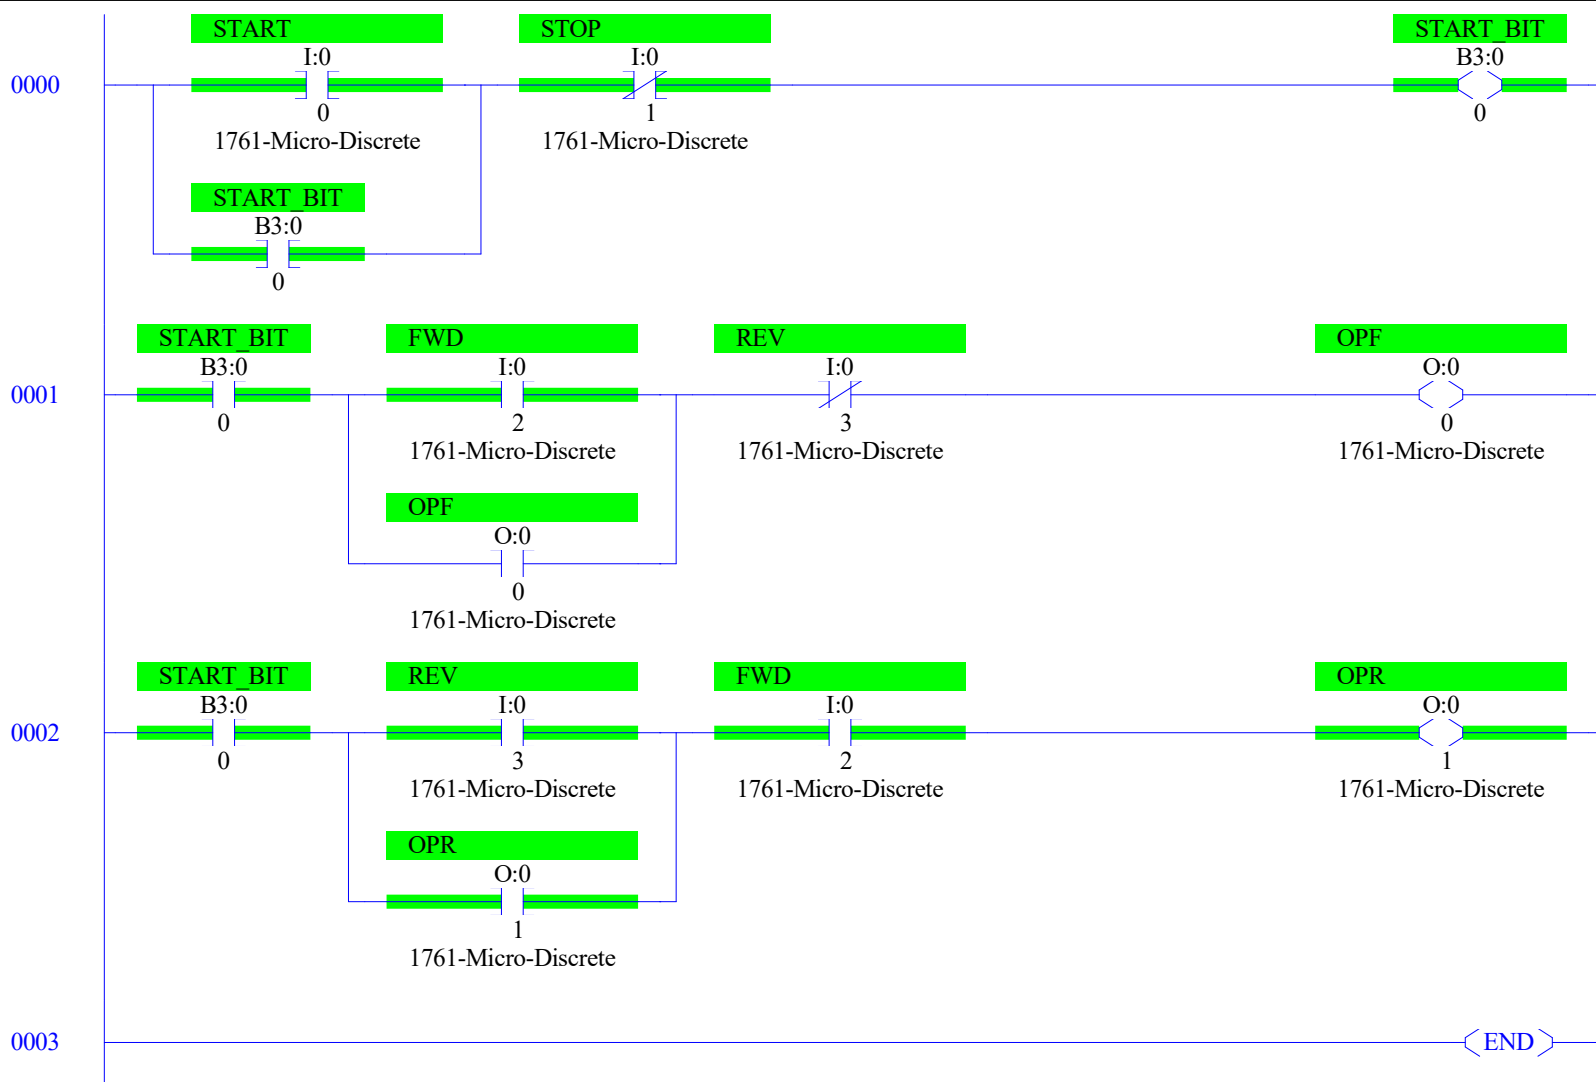 START STOP START_BIT
I:0 I:0 B3:0
0000
0 1 0
1761-Micro-Discrete 1761-Micro-Discrete
START_BIT
B3:0
0
START_BIT FWD REV OPF
B3:0 I:0 I:0 O:0
0001
0 2 3 0
1761-Micro-Discrete 1761-Micro-Discrete 1761-Micro-Discrete
OPF
O:0
0
1761-Micro-Discrete
START_BIT REV FWD OPR
B3:0 I:0 I:0 O:0
0002
0 3 2 1
1761-Micro-Discrete 1761-Micro-Discrete 1761-Micro-Discrete
OPR
O:0
1
1761-Micro-Discrete
0003 END